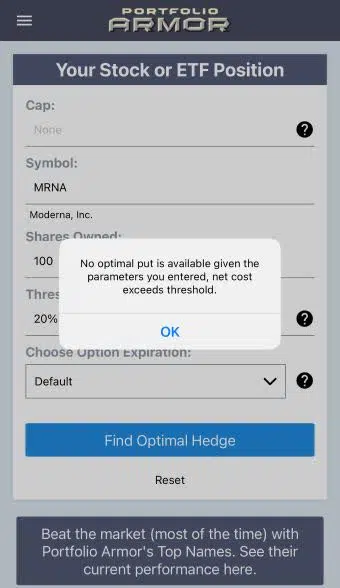 PORTFOLIO
ARMOR
Your Stock or ETF Position
Cap:
None
?
Symbol:
MRNA
Moderna, Inc.
Shares Owned:
100
No optimal put is available given the
parameters you entered, net cost
exceeds threshold.
OK
Thres
20%
?
Choose Option Expiration:
Default
?
Find Optimal Hedge
Reset
Beat the market (most of the time) with
Portfolio Armor's Top Names. See their
current performance here.